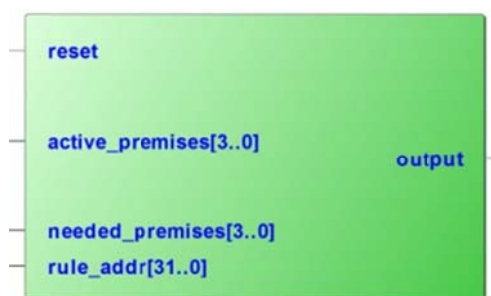 reset
active_premises[3..0]
output
needed_premises[3..0]
rule_addr[31..0]